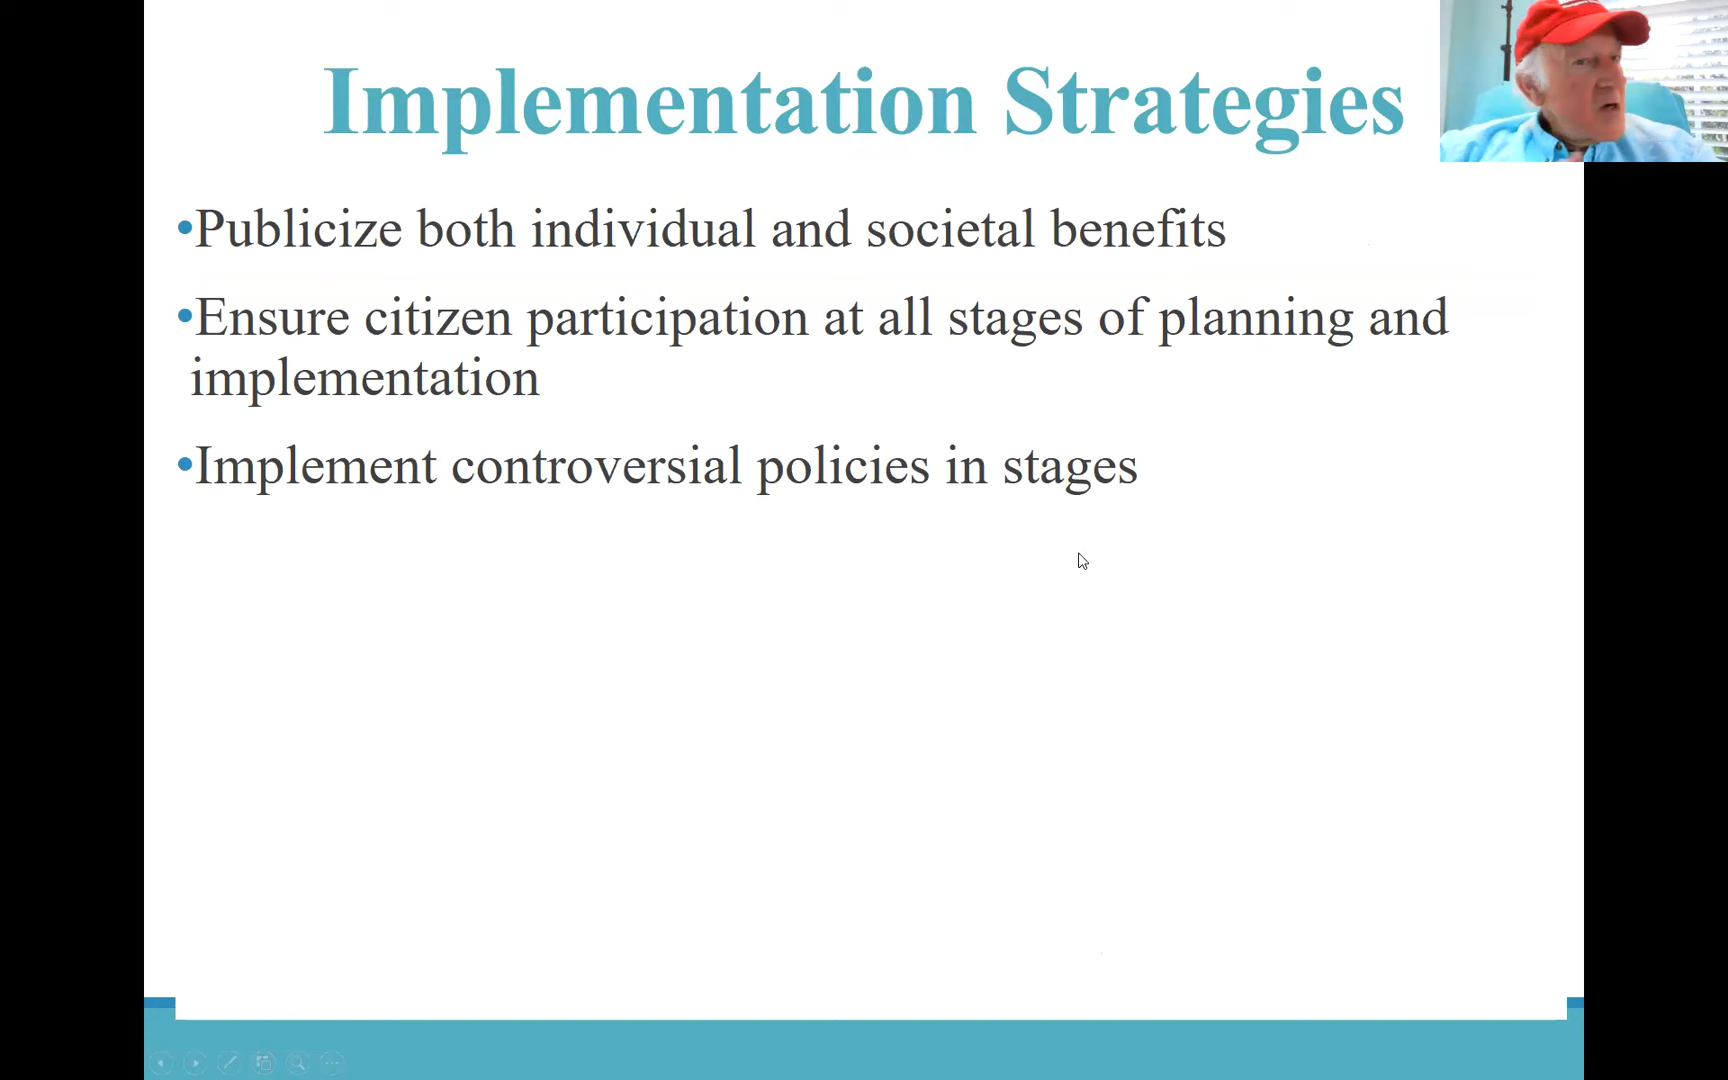 Implementation Strategies
•Publicize both individual and societal benefits
•Ensure citizen participation at all stages of planning and
implementation
•Implement controversial policies in stages